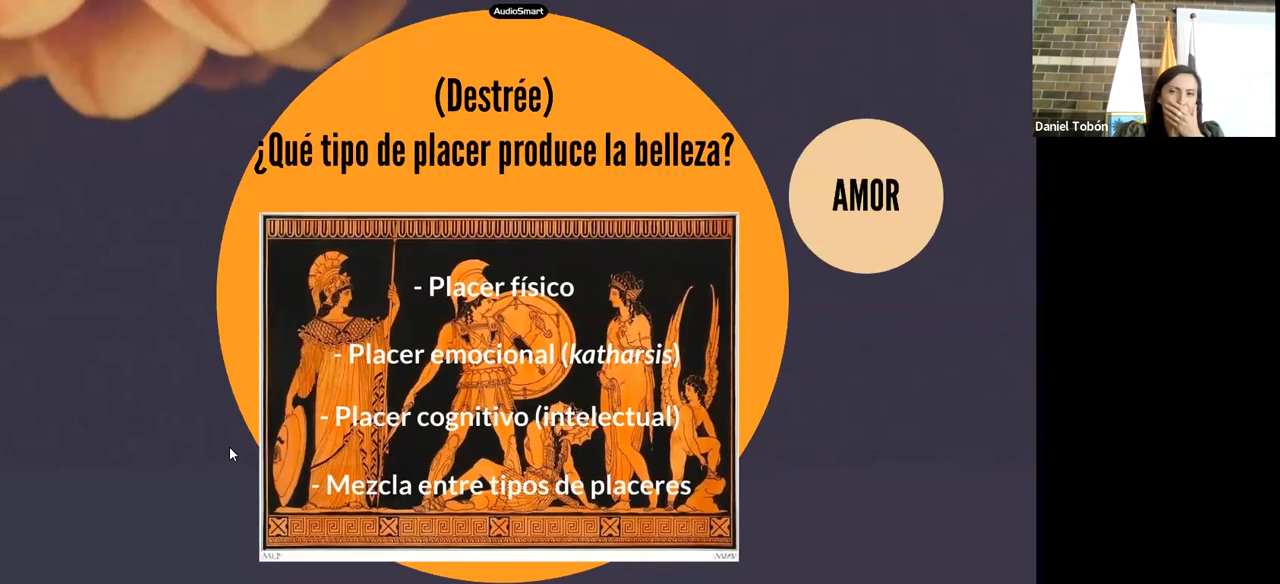 AudioSmart
(Destrée)
¿Qué tipo de placer produce la belleza?
AMOR
- Placer físico
- Placer emocional (katharsis)
- Placer cognitivo (intelectual)
- Mezcla entre tipos de placeres
Daniel Tobón